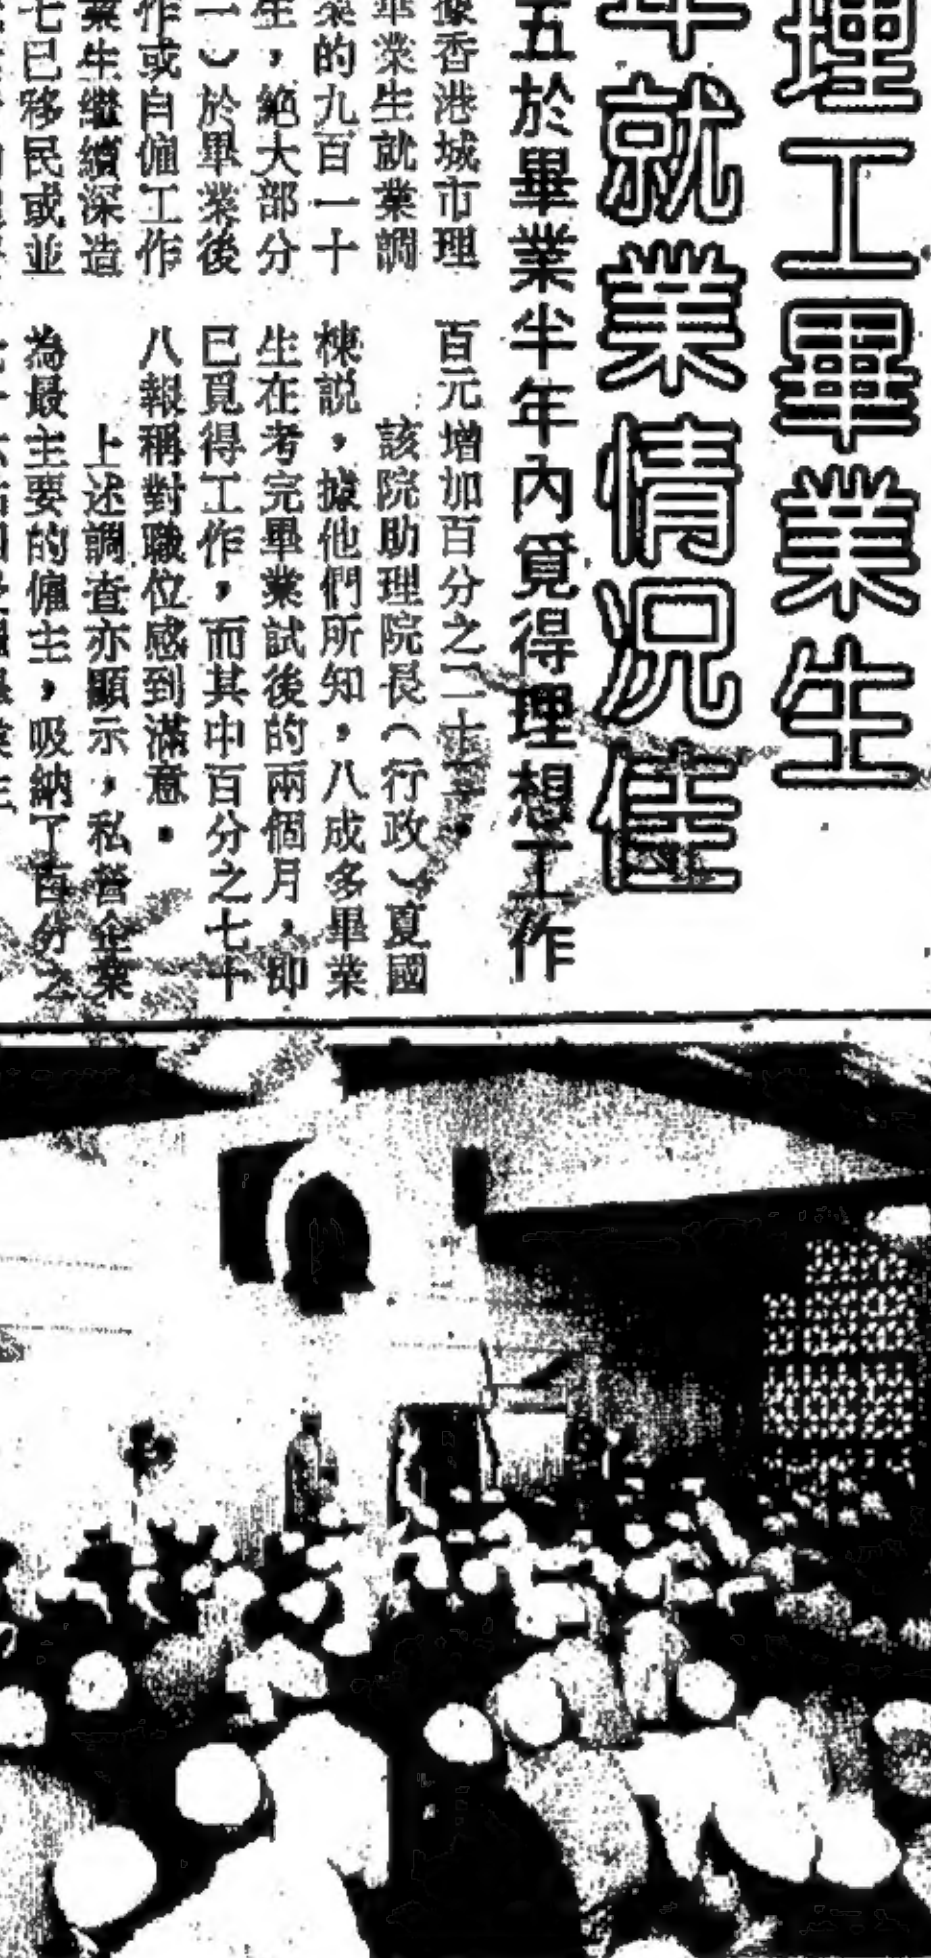 理工畢業生
年就業情況佳
五於畢業半年內覓得理想工作
據香港城市理
畢業生就業調
業的九百一十
生，絕大部分
一）於畢業後
作或自僱工作
業生繼續深造
七已移民或並
百元增加百分之二十二。
該院助理院長（行政）夏國
棟説，據他們所知，八成多畢業
生在考完畢業試後的兩個月，即
已覓得工作，而其中百分之七十
八報稱對職位感到滿意。
上述調查亦顯示，私營企業
為最主要的僱主，吸納了百分之